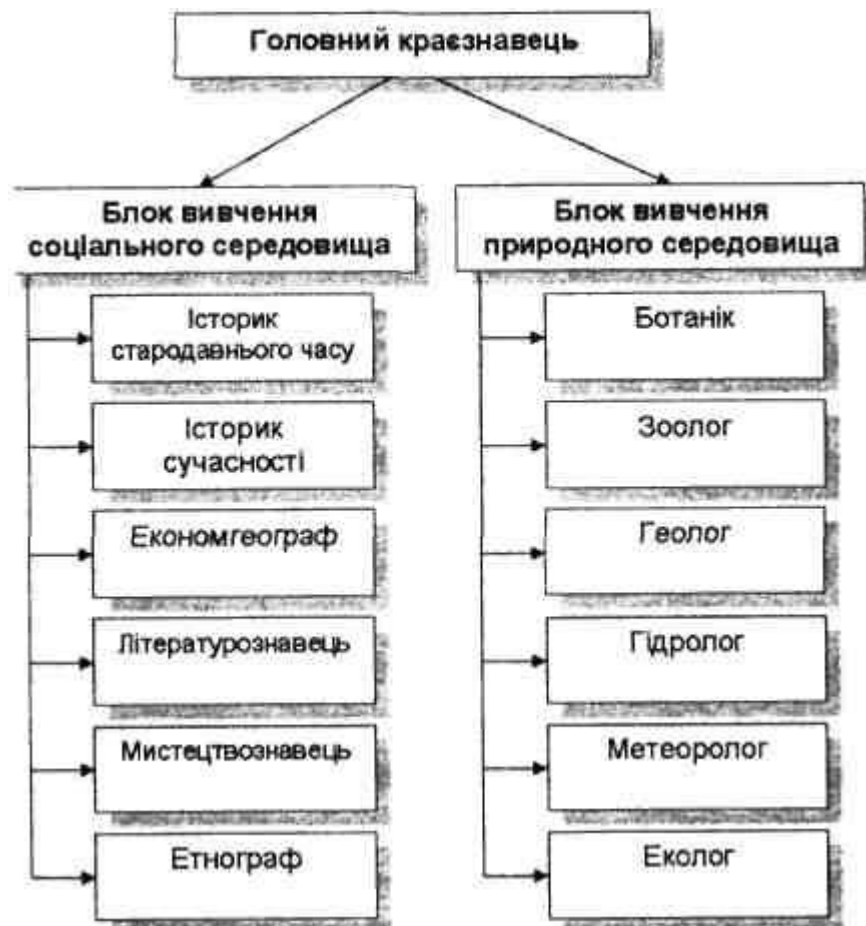 Головний краєзнавець
Блок вивчення
соціального середовища
Історик
стародавнього часу
Історик
сучасності
Економгеограф
Літературознавець
Мистецтвознавець
Етнограф
Блок вивчення
природного середовища
Ботанік
Зоолог
Геолог
Гідролог
Метеоролог
Еколог